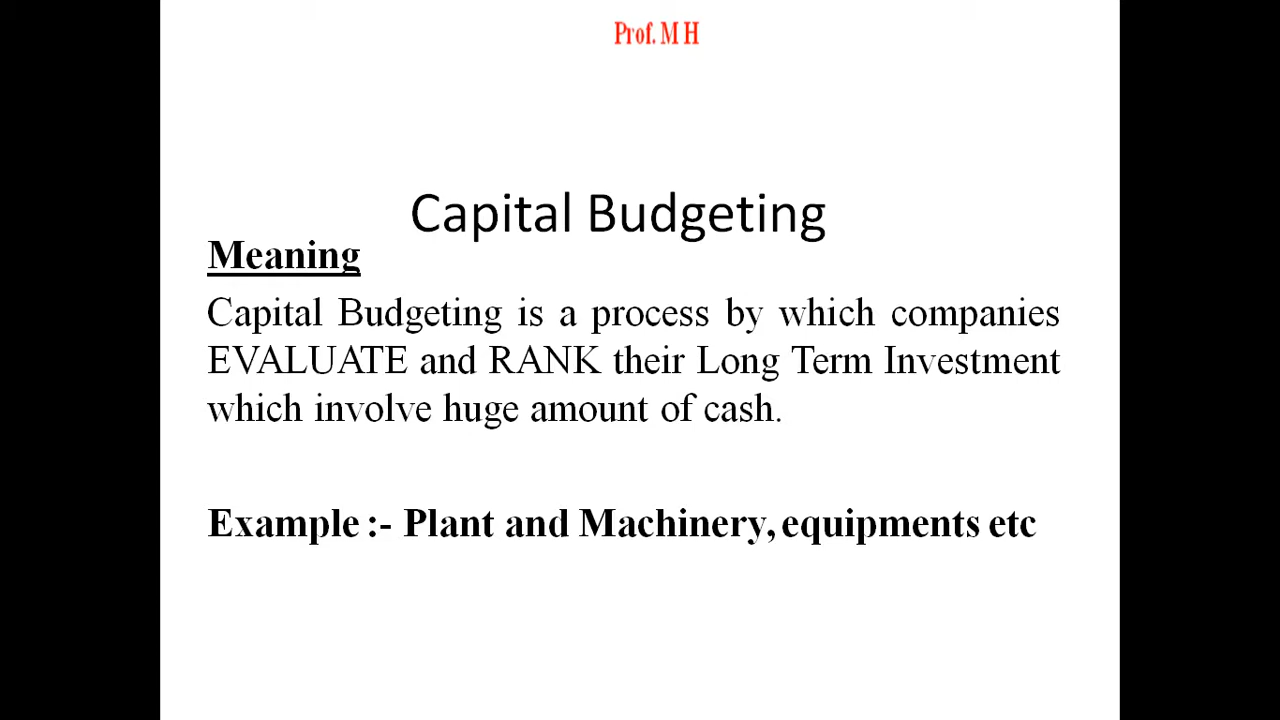 Prof. M H
Capital Budgeting
Meaning
Capital Budgeting is a process by which companies
EVALUATE and RANK their Long Term Investment
which involve huge amount of cash.
Example :- Plant and Machinery, equipments etc